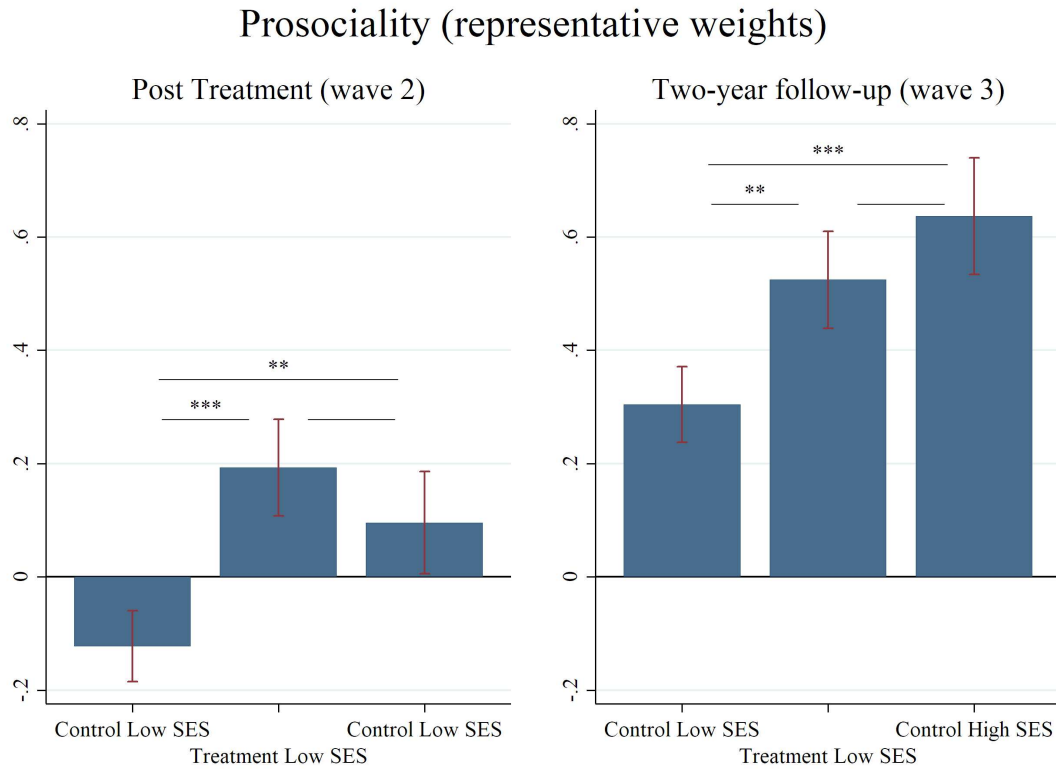 Prosociality (representative weights)
Post Treatment (wave 2)
.8
.6
.4
.2
0
-.2
**
***
Control Low SES
Treatment Low SES
Control Low SES
Two-year follow-up (wave 3)
.8
.6
.4
.2
0
-.2
***
**
Control Low SES
Treatment Low SES
Control High SES